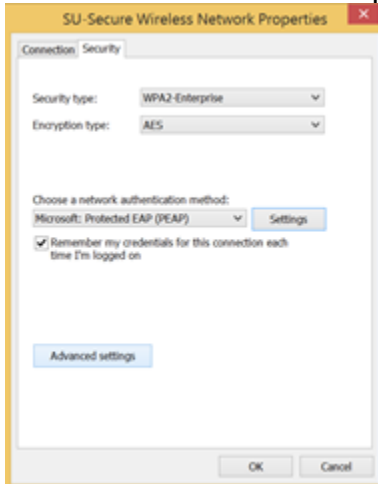 SU-Secure Wireless Network Properties
Connection Security
Security type: WPA2-Enterprise
Encryption type: AES
Choose a network authentication method:
Microsoft: Protected EAP (PEAP) Settings
Remember my credentials for this connection each
time I'm logged on
Advanced settings
OK Cancel